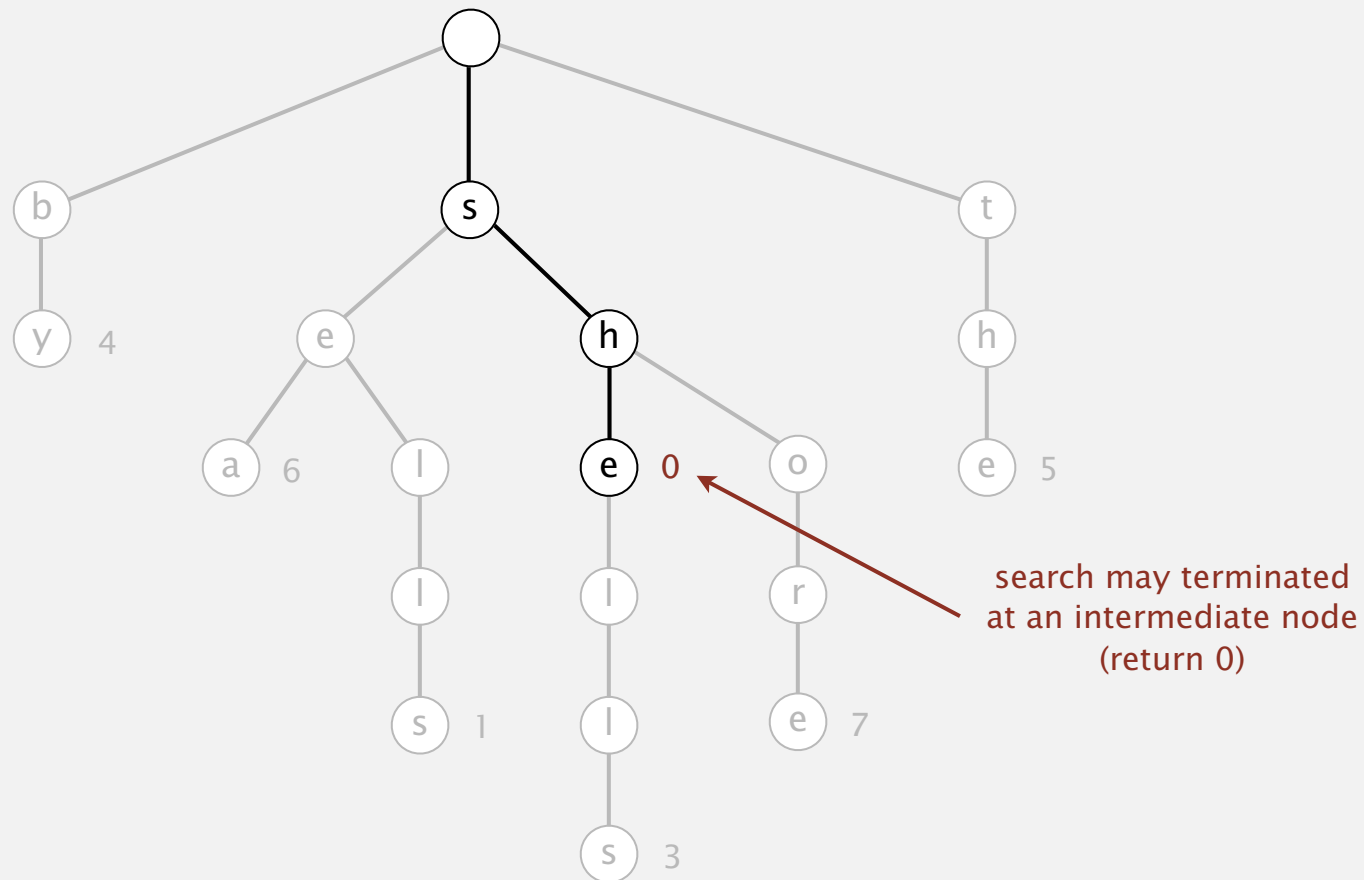 b
s
t
y 4
e
h
h
a 6
l
e 0
o
e 5
l
l
r
s 1
l
e 7
s 3
search may terminated
at an intermediate node
(return 0)